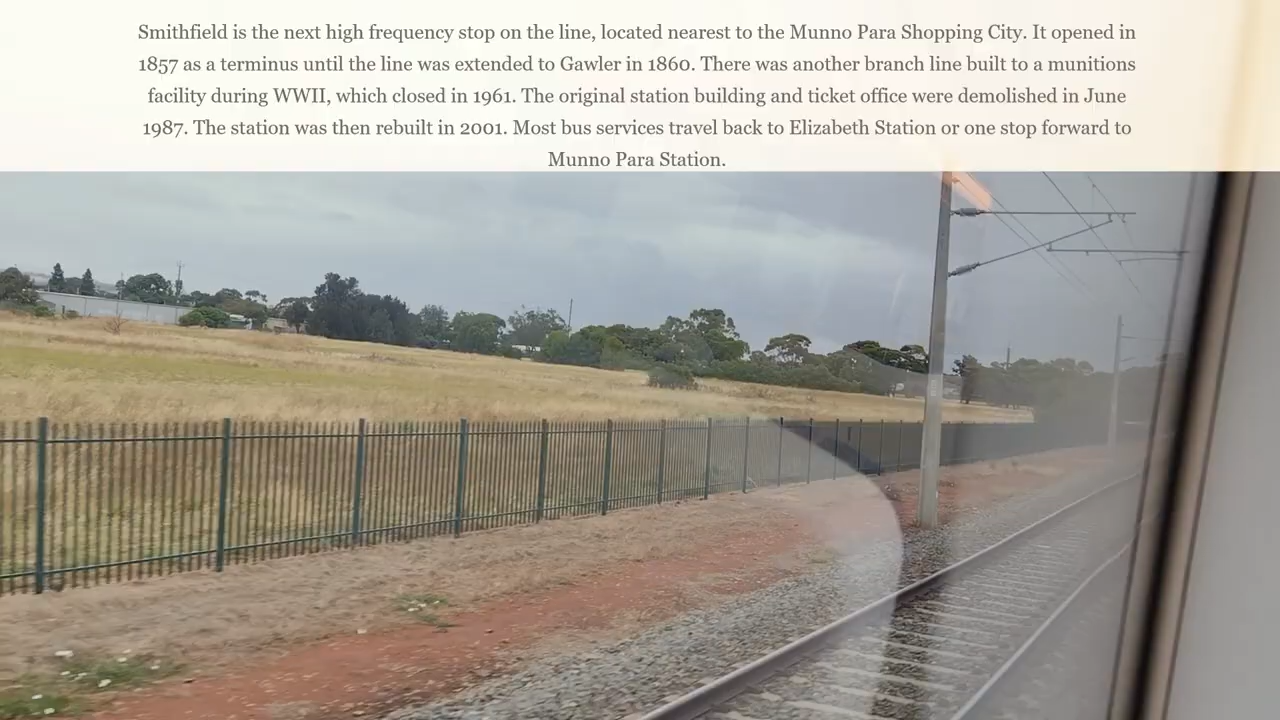 Smithfield is the next high frequency stop on the line, located nearest to the Munno Para Shopping City. It opened in
1857 as a terminus until the line was extended to Gawler in 1860. There was another branch line built to a munitions
facility during WWII, which closed in 1961. The original station building and ticket office were demolished in June
1987. The station was then rebuilt in 2001. Most bus services travel back to Elizabeth Station or one stop forward to
Munno Para Station.